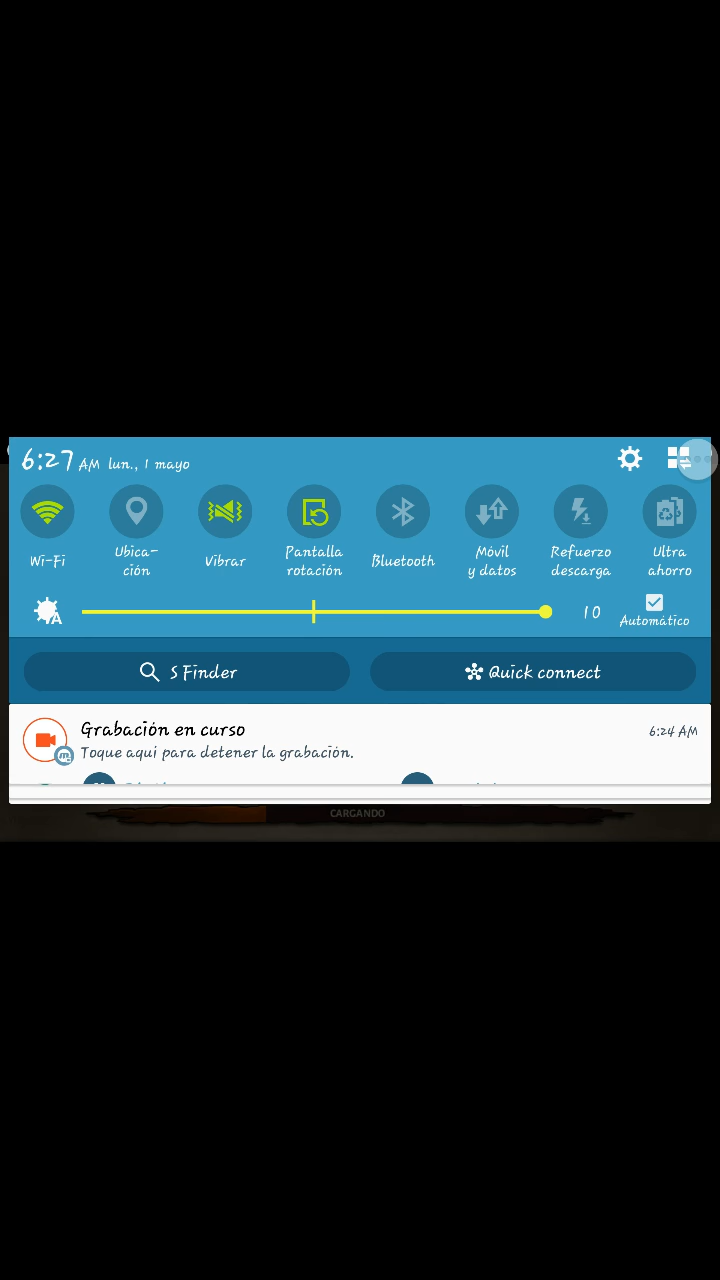 6:27 AM lun., 1 mayo
Wi-Fi
Ubica-
ción
Vibrar
Pantalla
rotación
Bluetooth
Móvil
y datos
Refuerzo
descarga
Ultra
ahorro
10
Automático
S Finder
Quick connect
Grabación en curso
6:24 AM
Toque aquí para detener la grabación.
CARGANDO